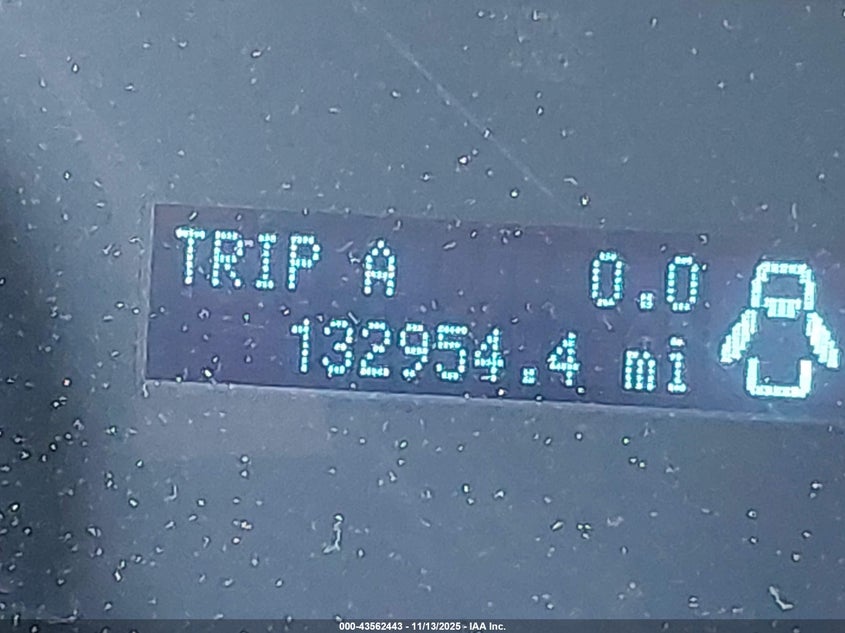 TRIP A 0.0
132954.4 mi
000-43562443 - 11/13/2025 - IAA Inc.